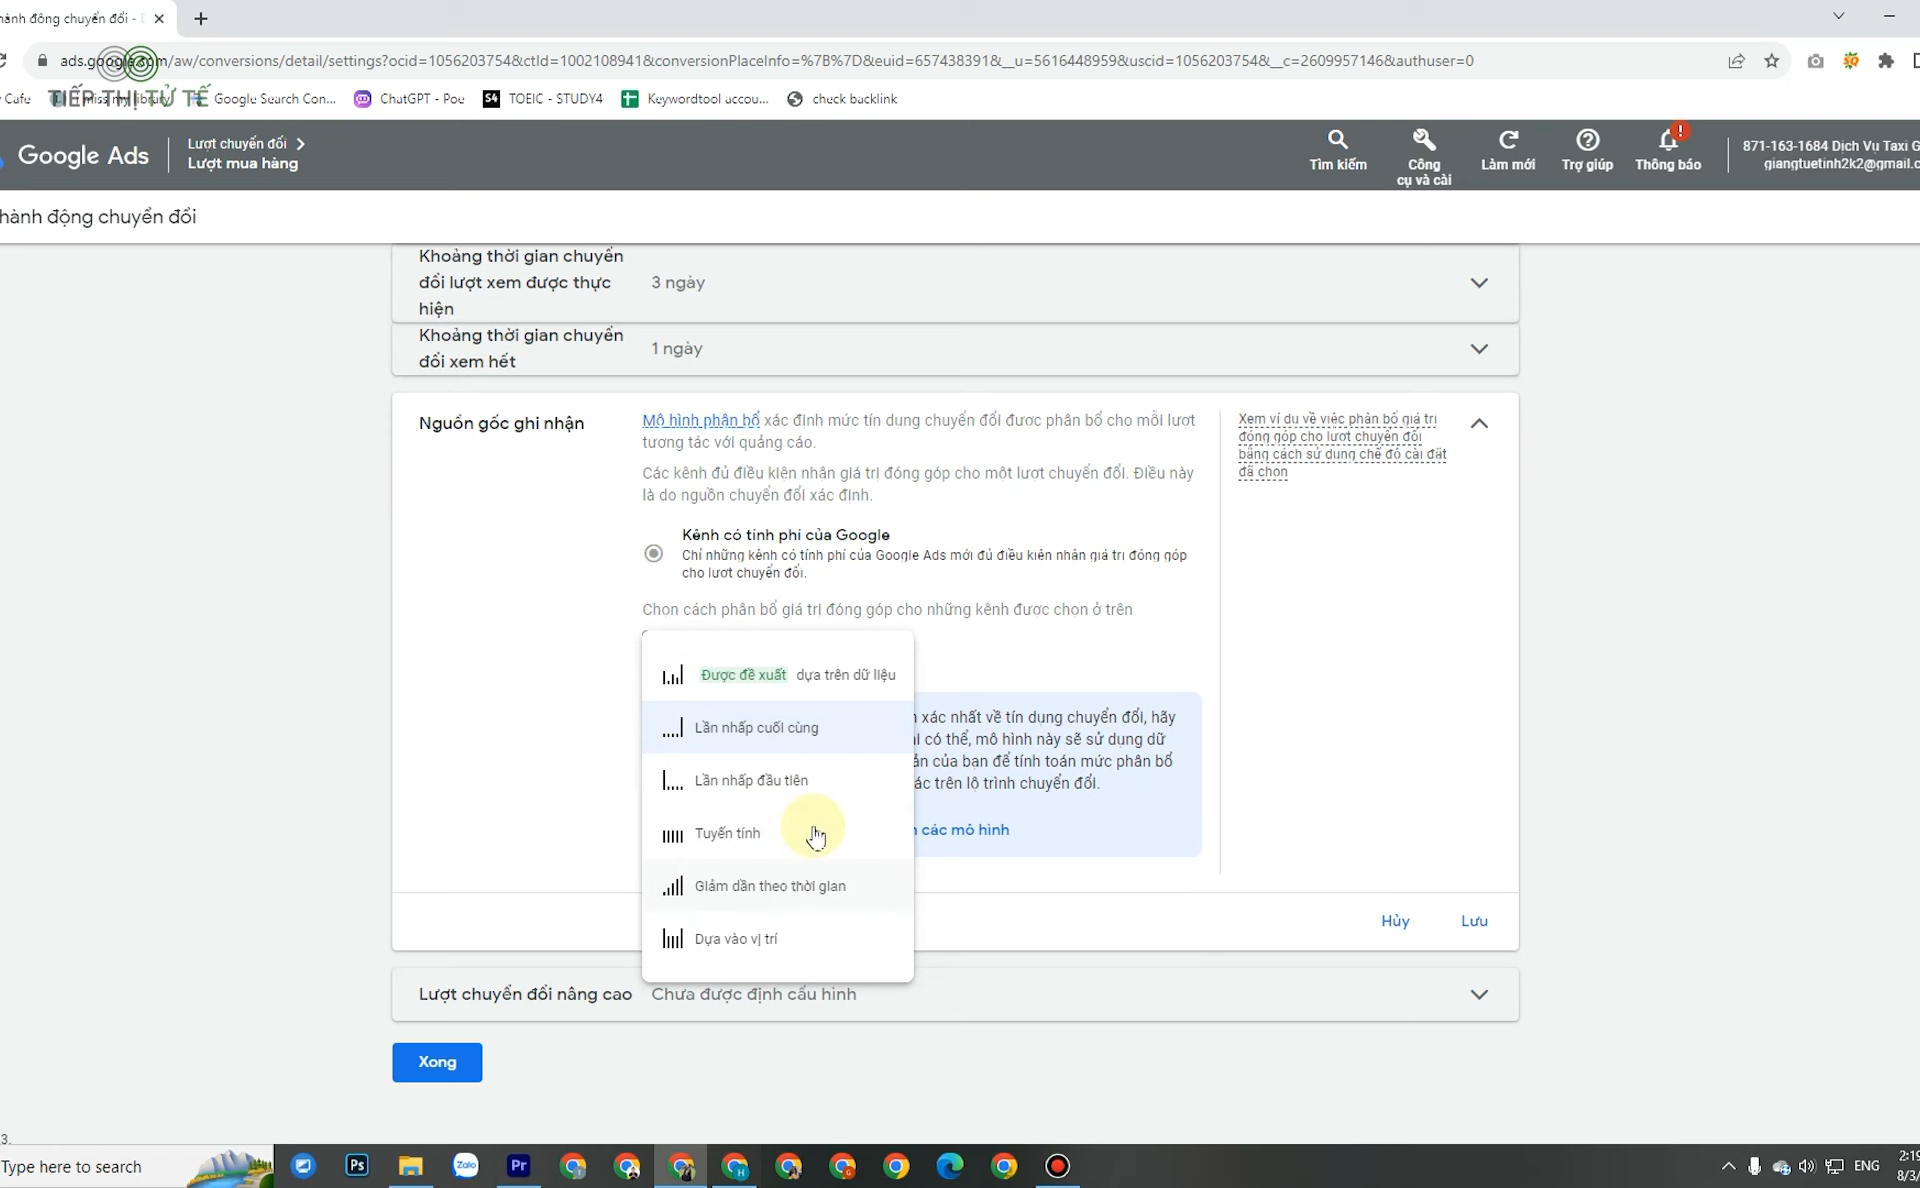 hành động chuyển đổi -
ads.google.com/aw/conversions/detail/settings?ocid=1056203754&ctId=1002108941&conversionPlaceInfo=%7B%7D&euid=657438391&__u=5616448959&uscid=1056203754&__c=2609957146&authuser=0
TIẾP THỊ TỬ TẾ
Cafe
I miss my library
Google Search Con...
ChatGPT - Poe
S4
TOEIC - STUDY4
Keywordtool accou...
check backlink
Google Ads
Lượt chuyển đổi
Lượt mua hàng
Tìm kiếm
Công
cụ và cài
Làm mới
Trợ giúp
!
Thông báo
871-163-1684 Dich Vu Taxi G
giangtuetinh2k2@gmail.c
hành động chuyển đổi
Khoảng thời gian chuyển
đổi lượt xem được thực
hiện
3 ngày
Khoảng thời gian chuyển
đổi xem hết
1 ngày
Nguồn gốc ghi nhận
Mô hình phân bổ xác định mức tín dụng chuyển đổi được phân bổ cho mỗi lượt
tương tác với quảng cáo.
Các kênh đủ điều kiện nhận giá trị đóng góp cho một lượt chuyển đổi. Điều này
là do nguồn chuyển đổi xác định.
Kênh có tính phí của Google
Chỉ những kênh có tính phí của Google Ads mới đủ điều kiện nhận giá trị đóng góp
cho lượt chuyển đổi.
Chọn cách phân bổ giá trị đóng góp cho những kênh được chọn ở trên
Xem ví dụ về việc phân bổ giá trị
đóng góp cho lượt chuyển đổi
bằng cách sử dụng chế độ cài đặt
đã chọn
Được đề xuất dựa trên dữ liệu
Lần nhấp cuối cùng
Lần nhấp đầu tiên
Tuyến tính
Giảm dần theo thời gian
Dựa vào vị trí
xác nhất về tín dụng chuyển đổi, hãy
có thể, mô hình này sẽ sử dụng dữ
của bạn để tính toán mức phân bổ
trên lộ trình chuyển đổi.
các mô hình
Hủy
Lưu
Lượt chuyển đổi nâng cao
Chưa được định cấu hình
Xong
3.
Type here to search
Ps
Zalo
Pr
ENG
2:19
8/3/